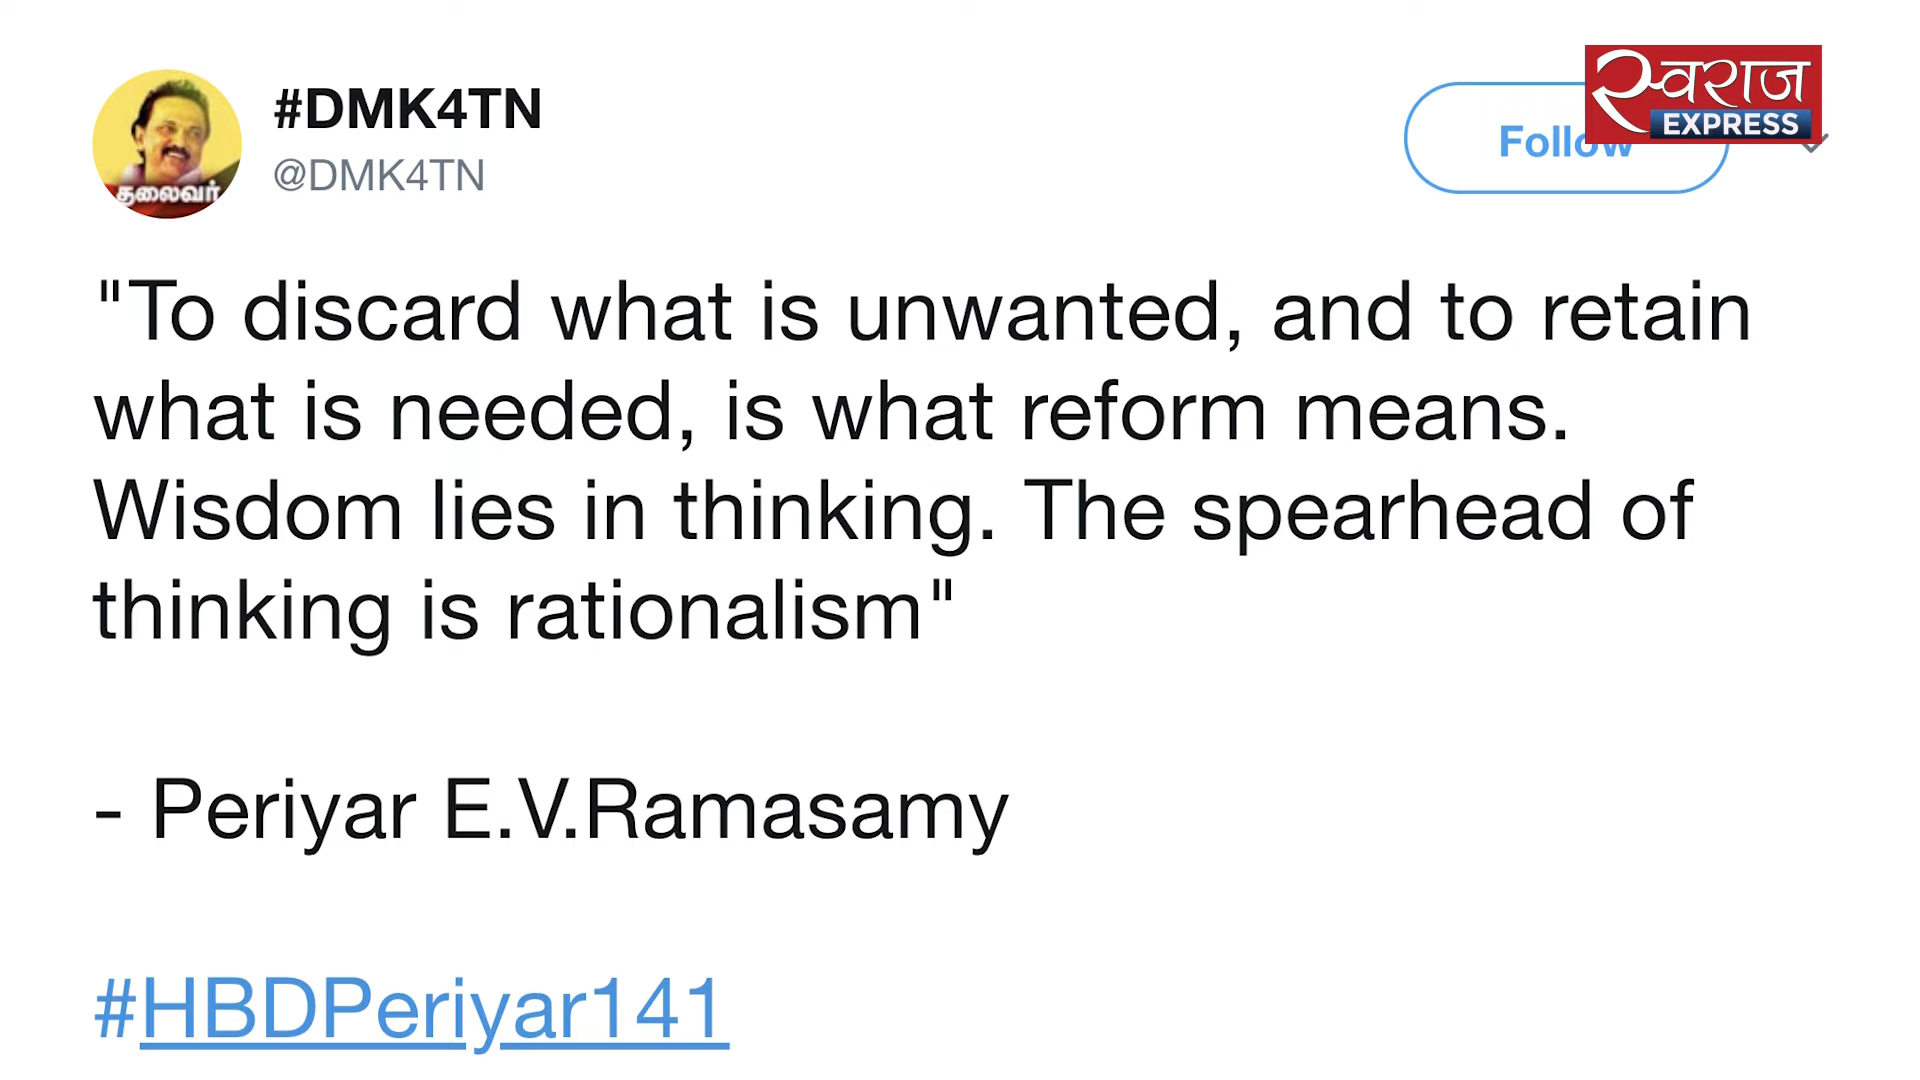 #DMK4TN
@DMK4TN
Follow
स्वराज
EXPRESS
தலைவர்
"To discard what is unwanted, and to retain
what is needed, is what reform means.
Wisdom lies in thinking. The spearhead of
thinking is rationalism"
- Periyar E.V.Ramasamy
#HBDPeriyar141